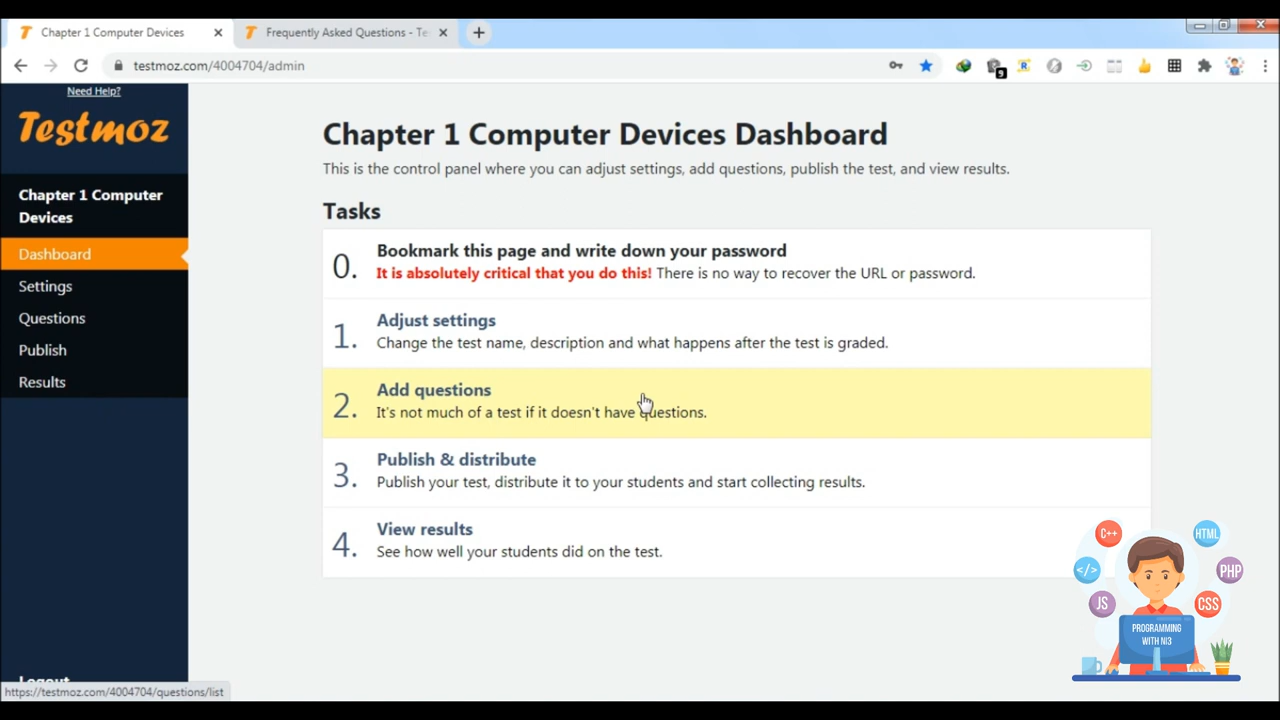 Chapter 1 Computer Devices
Frequently Asked Questions - Te
testmoz.com/4004704/admin
9
R
Need Help?
Testmoz
Chapter 1 Computer
Devices
Dashboard
Settings
Questions
Publish
Results
Logout
Chapter 1 Computer Devices Dashboard
This is the control panel where you can adjust settings, add questions, publish the test, and view results.
Tasks
0. Bookmark this page and write down your password
It is absolutely critical that you do this! There is no way to recover the URL or password.
1. Adjust settings
Change the test name, description and what happens after the test is graded.
2. Add questions
It's not much of a test if it doesn't have questions.
3. Publish & distribute
Publish your test, distribute it to your students and start collecting results.
4. View results
See how well your students did on the test.
C++
HTML
</>
PHP
JS
CSS
PROGRAMMING
WITH NI3
https://testmoz.com/4004704/questions/list